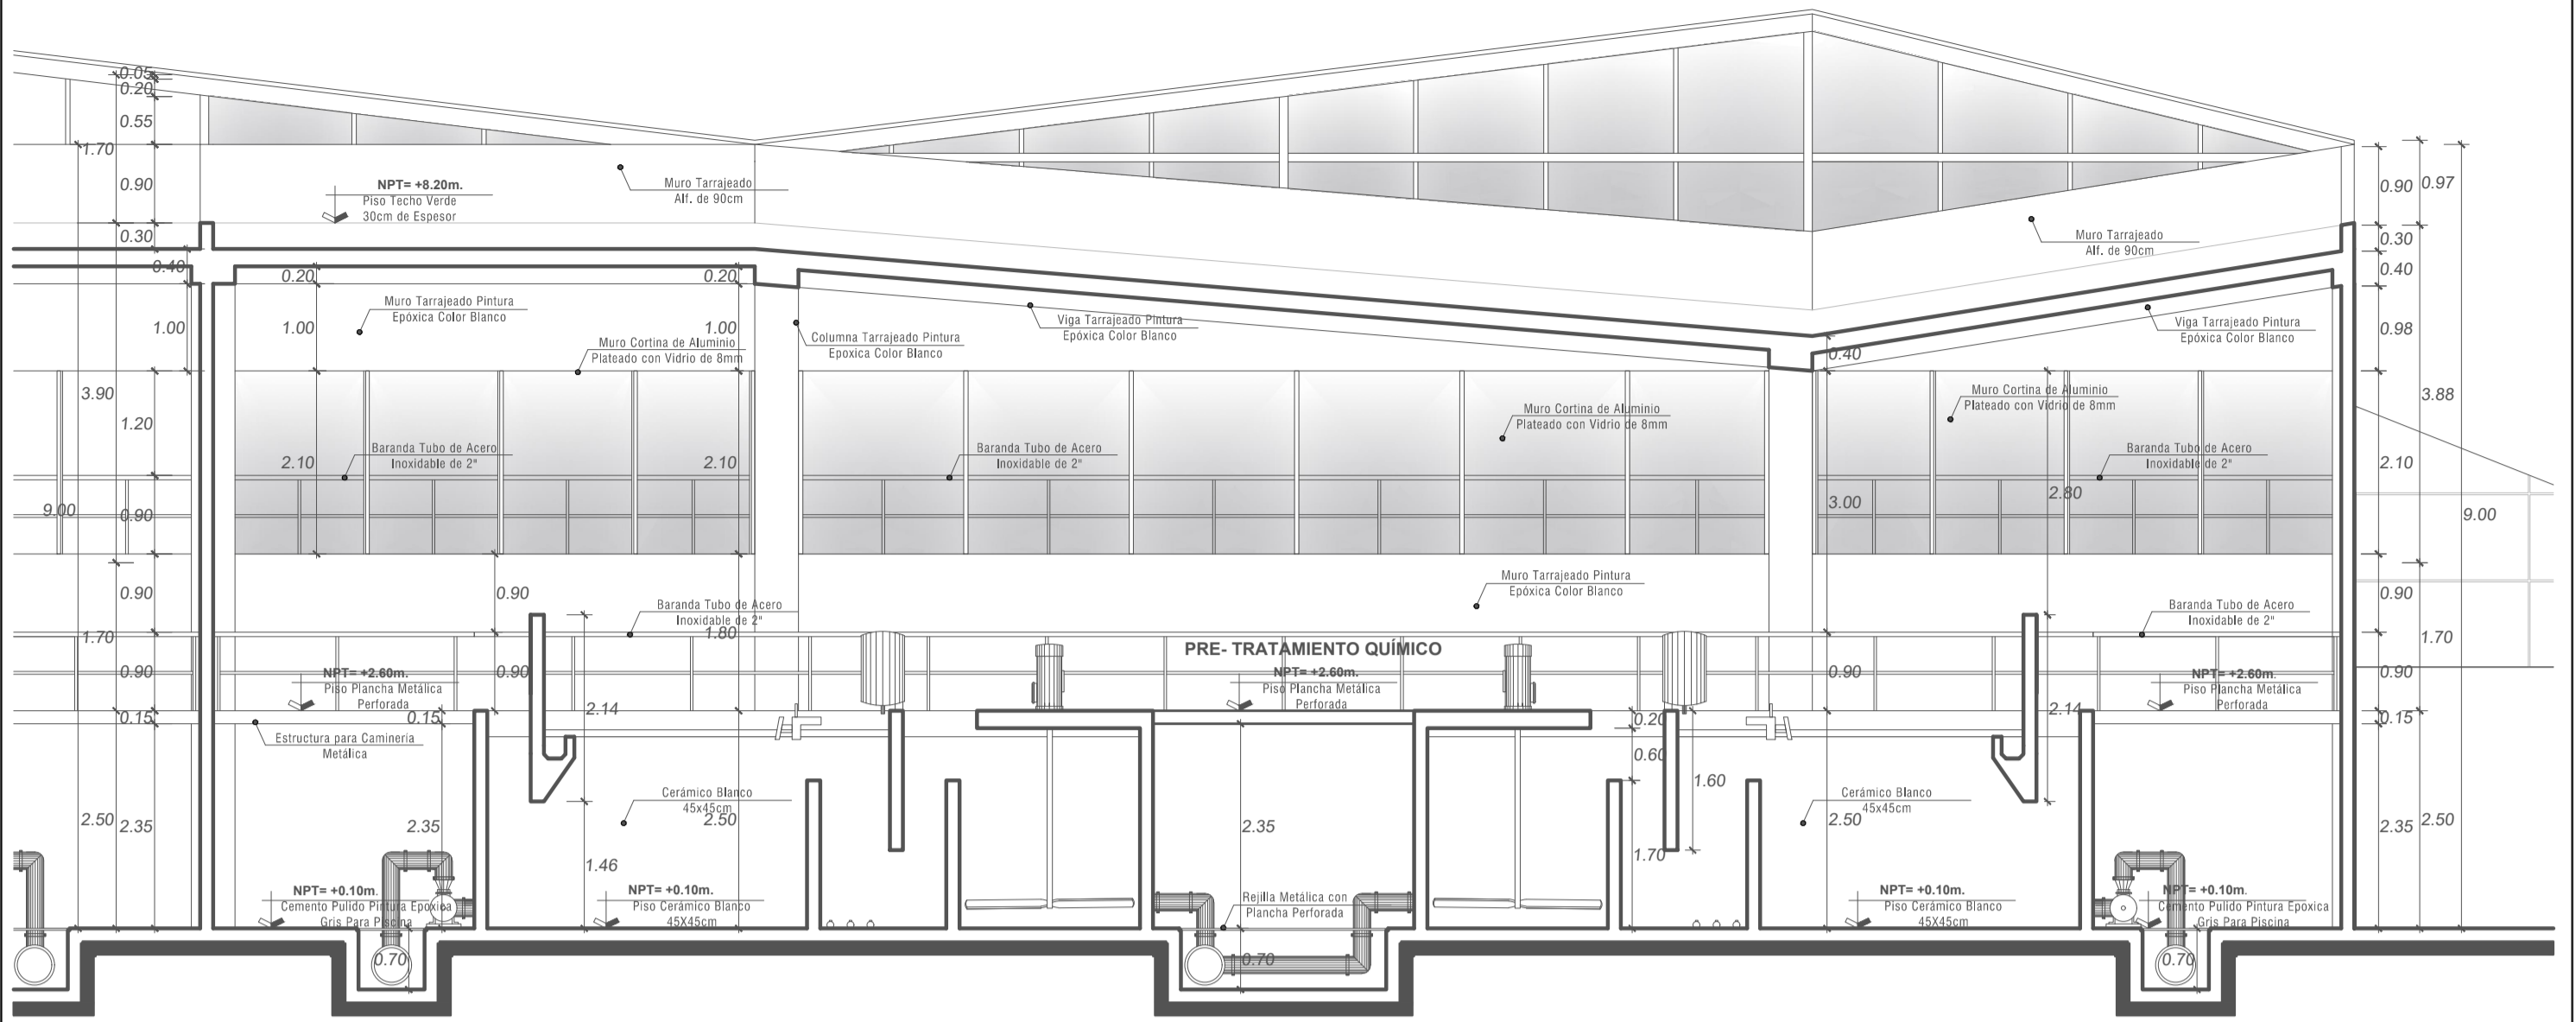 0.05
0.20
0.55
1.70
0.90
0.30
0.40
NPT= +8.20m.
Piso Techo Verde
30cm de Espesor
Muro Tarrajeado
Alf. de 90cm
Muro Tarrajeado
Alf. de 90cm
0.90
0.97
0.30
0.40
0.20
0.20
Muro Tarrajeado Pintura
Epóxica Color Blanco
1.00
1.00
1.00
Muro Cortina de Aluminio
Plateado con Vidrio de 8mm
Columna Tarrajeado Pintura
Epoxica Color Blanco
Viga Tarrajeado Pintura
Epóxica Color Blanco
0.40
Viga Tarrajeado Pintura
Epóxica Color Blanco
0.98
3.90
1.20
Muro Cortina de Aluminio
Plateado con Vidrio de 8mm
Muro Cortina de Aluminio
Plateado con Vidrio de 8mm
3.88
2.10
Baranda Tubo de Acero
Inoxidable de 2"
2.10
Baranda Tubo de Acero
Inoxidable de 2"
Baranda Tubo de Acero
Inoxidable de 2"
2.10
9.00
0.90
3.00
2.80
9.00
0.90
0.90
Muro Tarrajeado Pintura
Epóxica Color Blanco
0.90
Baranda Tubo de Acero
Inoxidable de 2"
1.80
Baranda Tubo de Acero
Inoxidable de 2"
1.70
1.70
PRE- TRATAMIENTO QUÍMICO
0.90
NPT= +2.60m.
Piso Plancha Metálica
Perforada
0.90
NPT= +2.60m.
Piso Plancha Metálica
Perforada
0.90
NPT= +2.60m.
Piso Plancha Metálica
Perforada
0.90
0.15
0.15
2.14
0.20
2.14
0.15
Estructura para Caminería
Metálica
0.60
1.60
Cerámico Blanco
45x45cm
Cerámico Blanco
45x45cm
2.50
2.35
2.35
2.50
2.35
2.50
2.35
2.50
1.46
1.70
NPT= +0.10m.
Cemento Pulido Pintura Epóxica
Gris Para Piscina
NPT= +0.10m.
Piso Cerámico Blanco
45X45cm
Rejilla Metálica con
Plancha Perforada
NPT= +0.10m.
Piso Cerámico Blanco
45X45cm
NPT= +0.10m.
Cemento Pulido Pintura Epóxica
Gris Para Piscina
0.70
0.70
0.70